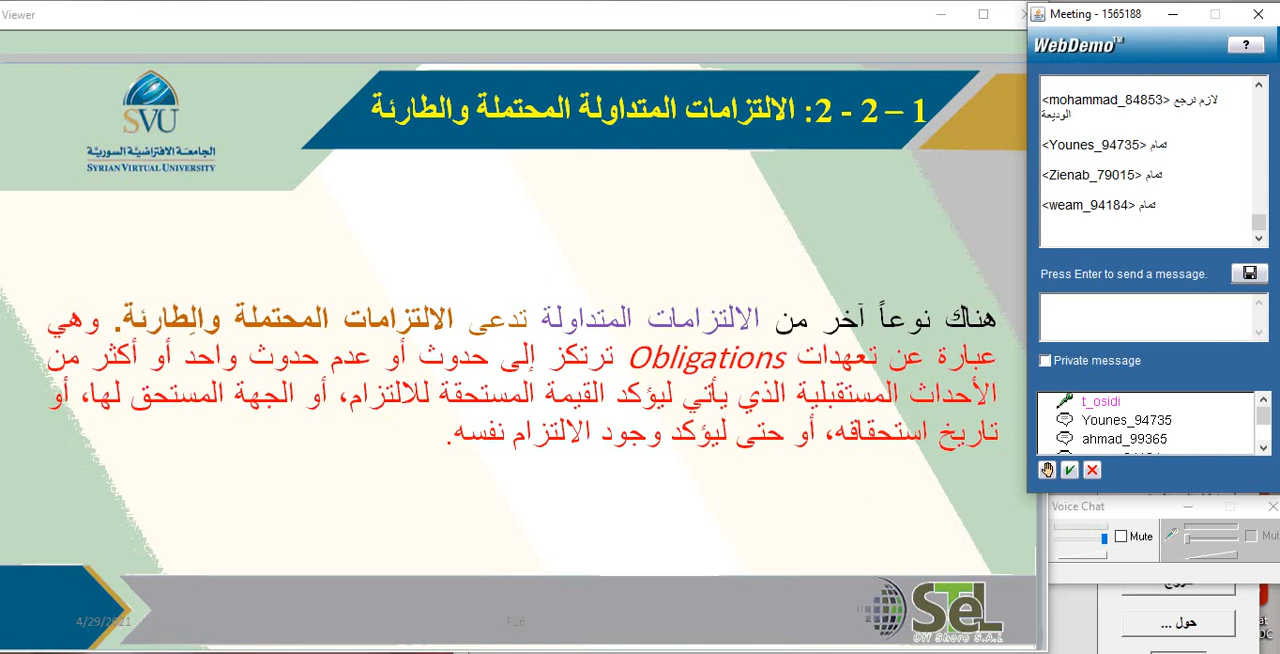 Viewer
1 – 2 - 2: الالتزامات المتداولة المحتملة والطارئة
SVU
الجامعة الافتراضية السورية
SYRIAN VIRTUAL UNIVERSITY
هناك نوعاً آخر من الالتزامات المتداولة تدعى الالتزامات المحتملة والطارئة. وهي
عبارة عن تعهدات Obligations ترتكز إلى حدوث أو عدم حدوث واحد أو أكثر من
الأحداث المستقبلية الذي يأتي ليؤكد القيمة المستحقة للالتزام، أو الجهة المستحق لها، أو
تاريخ استحقاقه، أو حتى ليؤكد وجود الالتزام نفسه.
4/29/2021
F16
STeL
Off Shore S.A.L
Meeting - 1565188
WebDemo™
?
<mohammad_84853> لازم نرجع
الوديعة
<Younes_94735> تمام
<Zienab_79015> تمام
<weam_94184> تمام
Press Enter to send a message.
Private message
t_osidi
Younes_94735
ahmad_99365
Voice Chat
Mute
حول ...